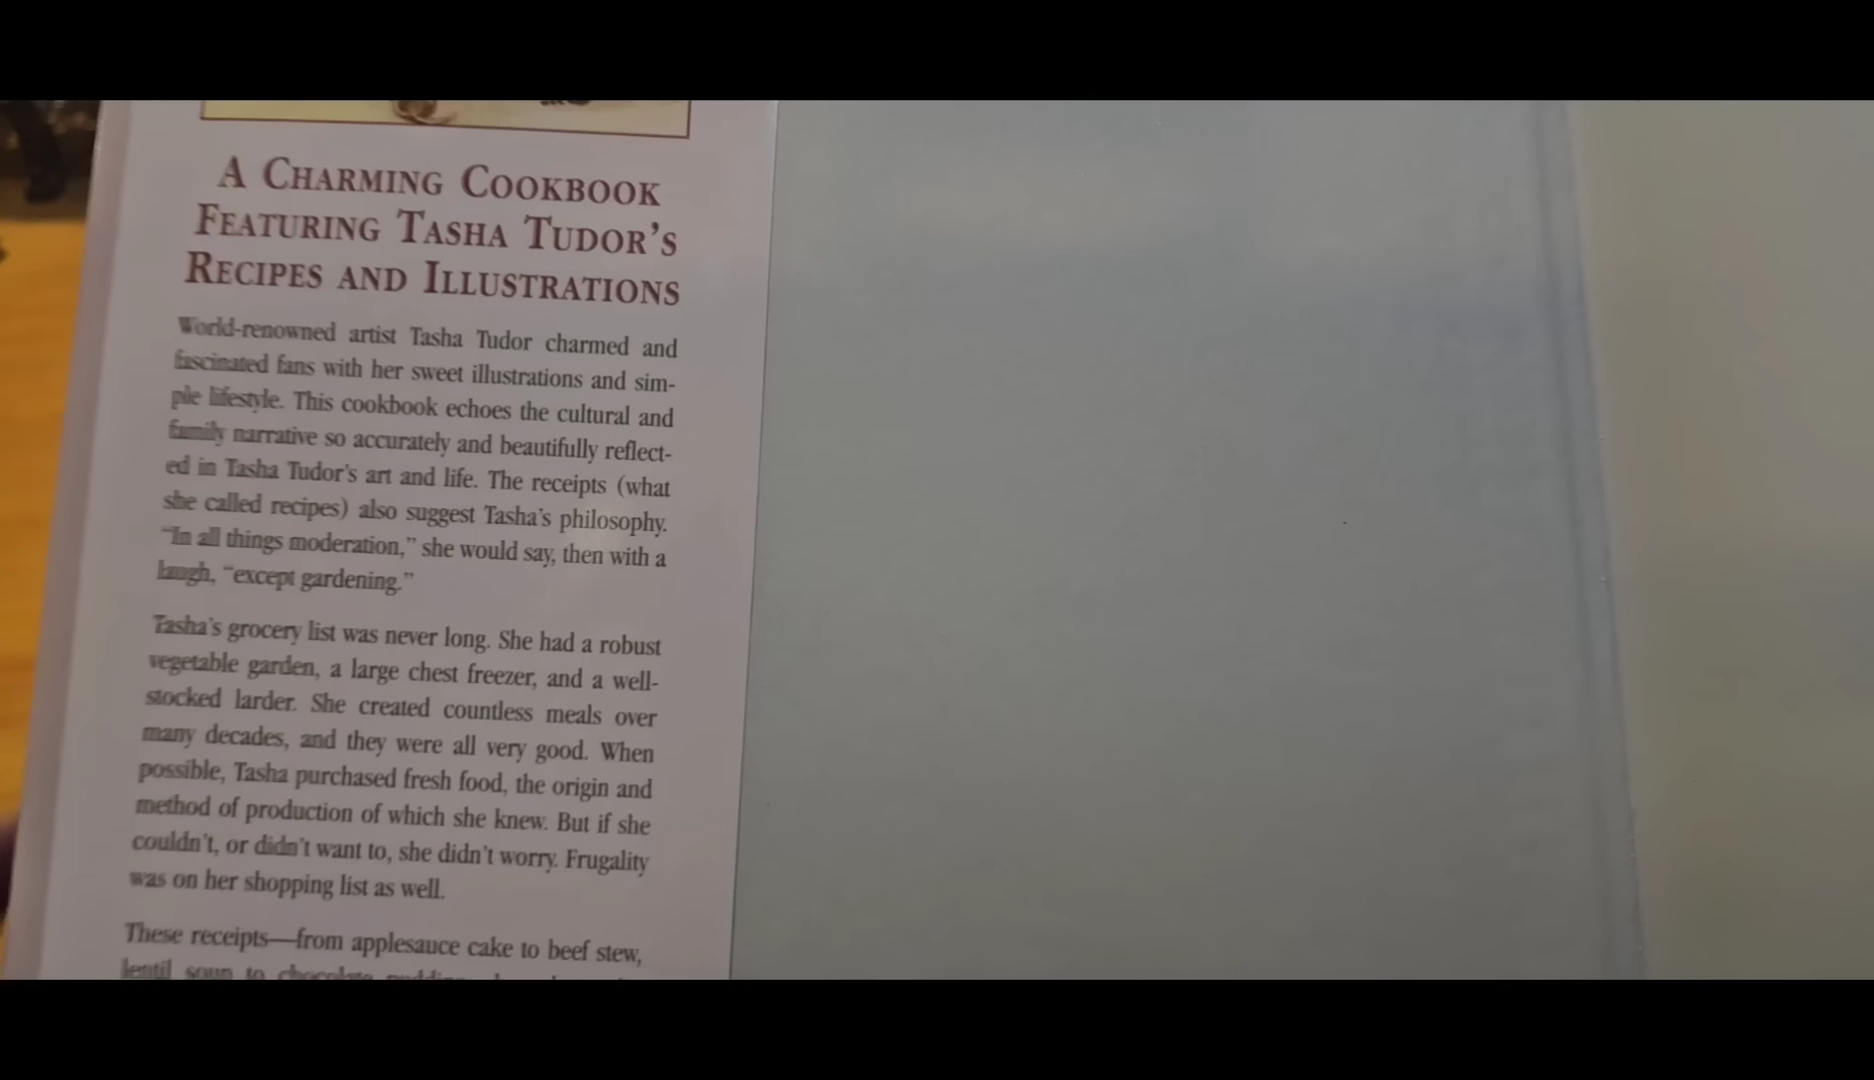 A Charming Cookbook
Featuring Tasha Tudor's
Recipes and Illustrations
World-renowned artist Tasha Tudor charmed and
fascinated fans with her sweet illustrations and sim-
ple lifestyle. This cookbook echoes the cultural and
family narrative so accurately and beautifully reflect-
ed in Tasha Tudor's art and life. The receipts (what
she called recipes) also suggest Tasha's philosophy.
"In all things moderation," she would say, then with a
laugh, "except gardening."
Tasha's grocery list was never long. She had a robust
vegetable garden, a large chest freezer, and a well-
stocked larder. She created countless meals over
many decades, and they were all very good. When
possible, Tasha purchased fresh food, the origin and
method of production of which she knew. But if she
couldn't, or didn't want to, she didn't worry. Frugality
was on her shopping list as well.
These receipts—from applesauce cake to beef stew,
lentil soup to chocolate